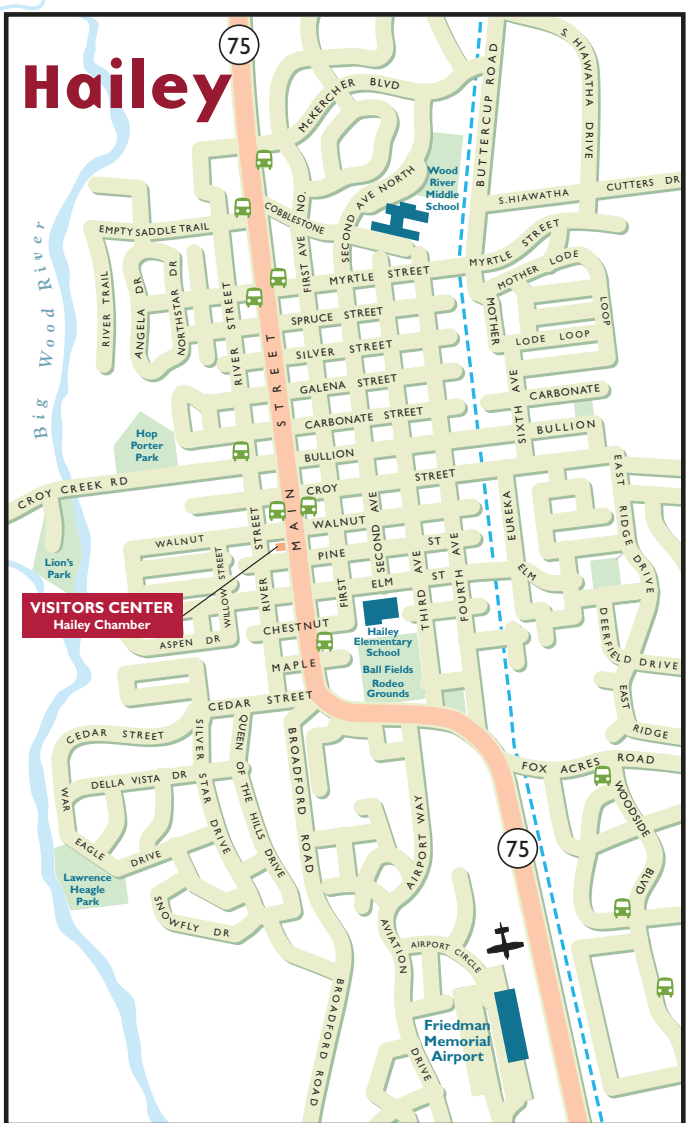 75
Hailey
S. HIAWATHA DRIVE
McKERCHER BLVD
BUTTERCUP ROAD
Wood
River
Middle
School
S.HIAWATHA
CUTTERS DR
SECOND AVE NORTH
FIRST AVE NO.
COBBLESTONE
EMPTY SADDLE TRAIL
Big Wood River
RIVER TRAIL
ANGELA DR
NORTHSTAR DR
RIVER STREET
MYRTLE STREET
MYRTLE STREET
MOTHER LODE
LOOP
MOTHER
LODE LOOP
SPRUCE STREET
SILVER STREET
GALENA STREET
CARBONATE STREET
CARBONATE
SIXTH AVE
BULLION
BULLION
MAIN STREET
Hop
Porter
Park
CROY CREEK RD
CROY STREET
EAST RIDGE DRIVE
WALNUT
WALNUT
PINE ST
ELM ST
ELM
EUREKA
SECOND AVE
THIRD AVE
FOURTH AVE
FIRST
RIVER STREET
WILLOW STREET
Lion's
Park
VISITORS CENTER
Hailey Chamber
ASPEN DR
CHESTNUT
MAPLE
Hailey
Elementary
School
Ball Fields
Rodeo
Grounds
DEERFIELD DRIVE
EAST
RIDGE
CEDAR STREET
CEDAR STREET
SILVER STAR DRIVE
QUEEN OF THE HILLS DRIVE
BROADFORD ROAD
DELLA VISTA DR
WAR
EAGLE DRIVE
Lawrence
Heagle
Park
SNOWFLY DR
FOX ACRES ROAD
WOODSIDE BLVD
75
AIRPORT WAY
AVIATION DRIVE
AIRPORT CIRCLE
BROADFORD ROAD
Friedman
Memorial
Airport